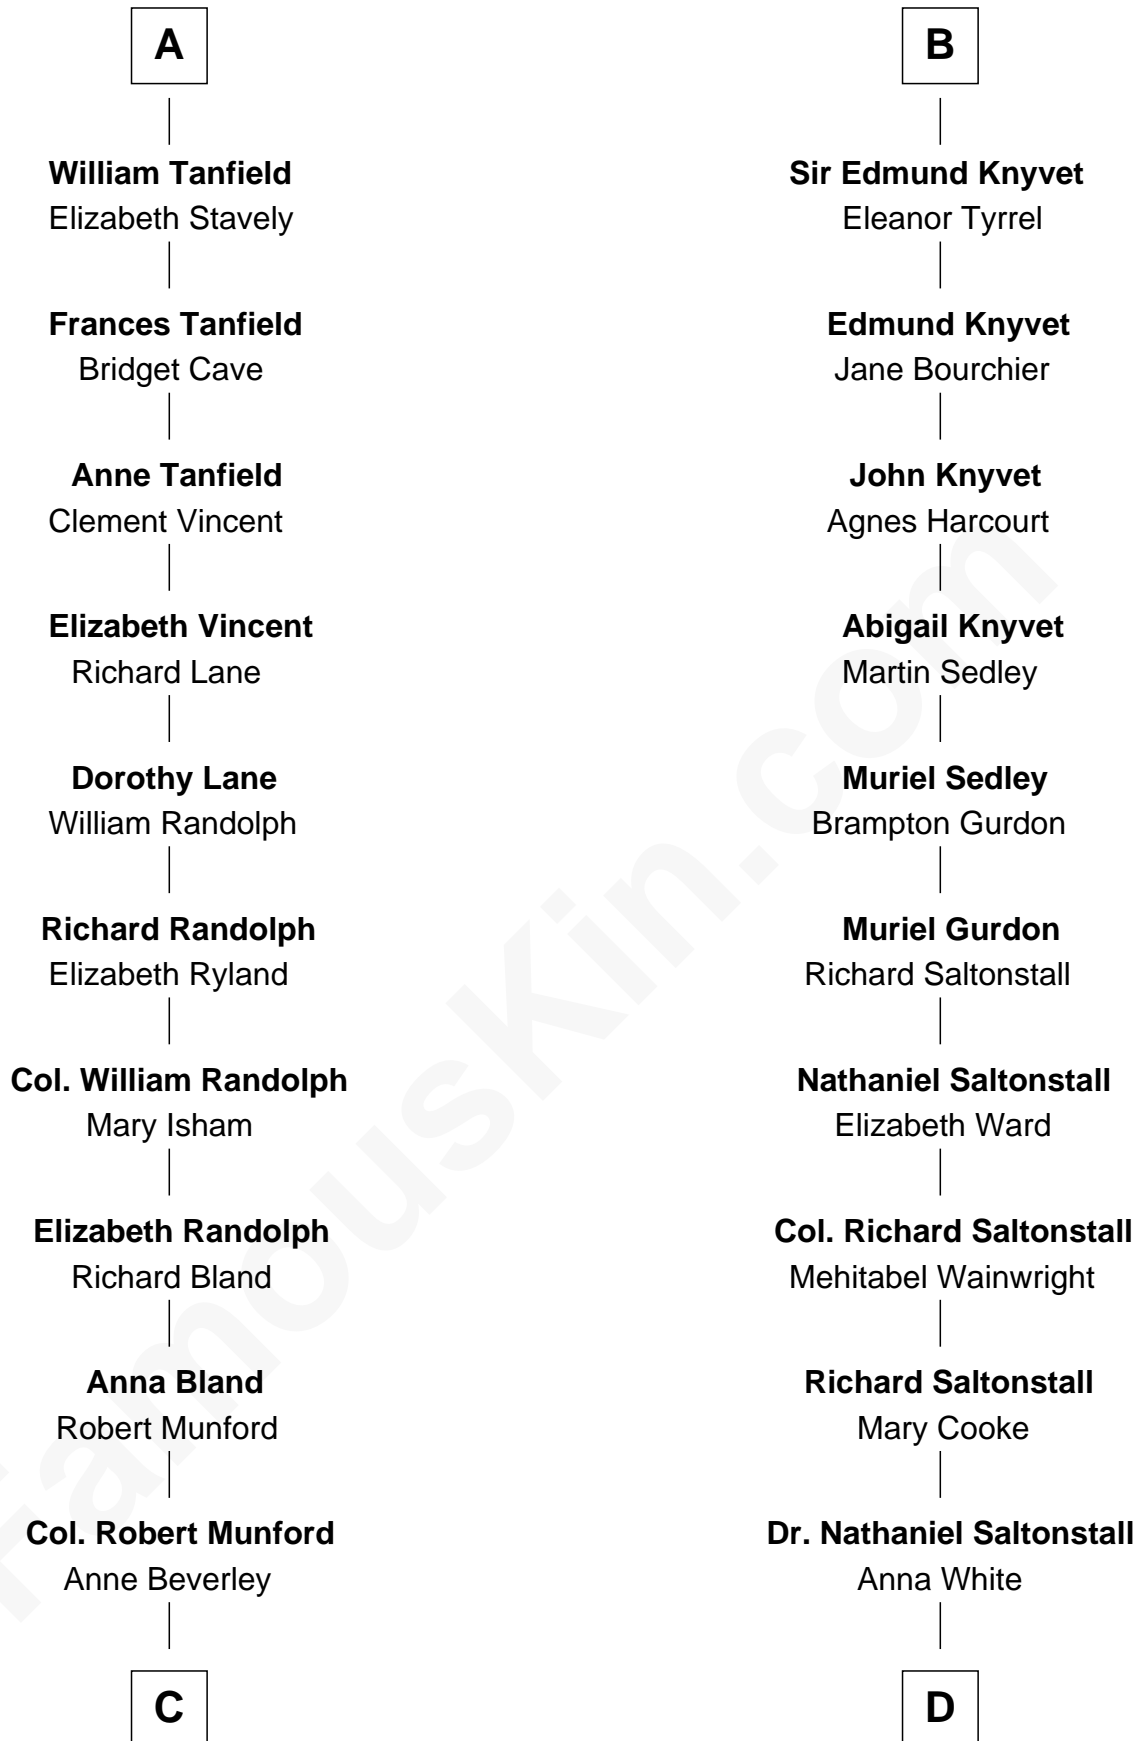 A
William Tanfield
Elizabeth Stavely
Frances Tanfield
Bridget Cave
Anne Tanfield
Clement Vincent
Elizabeth Vincent
Richard Lane
Dorothy Lane
William Randolph
Richard Randolph
Elizabeth Ryland
Col. William Randolph
Mary Isham
Elizabeth Randolph
Richard Bland
Anna Bland
Robert Munford
Col. Robert Munford
Anne Beverley
C
B
Sir Edmund Knyvet
Eleanor Tyrrel
Edmund Knyvet
Jane Bourchier
John Knyvet
Agnes Harcourt
Abigail Knyvet
Martin Sedley
Muriel Sedley
Brampton Gurdon
Muriel Gurdon
Richard Saltonstall
Nathaniel Saltonstall
Elizabeth Ward
Col. Richard Saltonstall
Mehitabel Wainwright
Richard Saltonstall
Mary Cooke
Dr. Nathaniel Saltonstall
Anna White
D
FamousKin.com